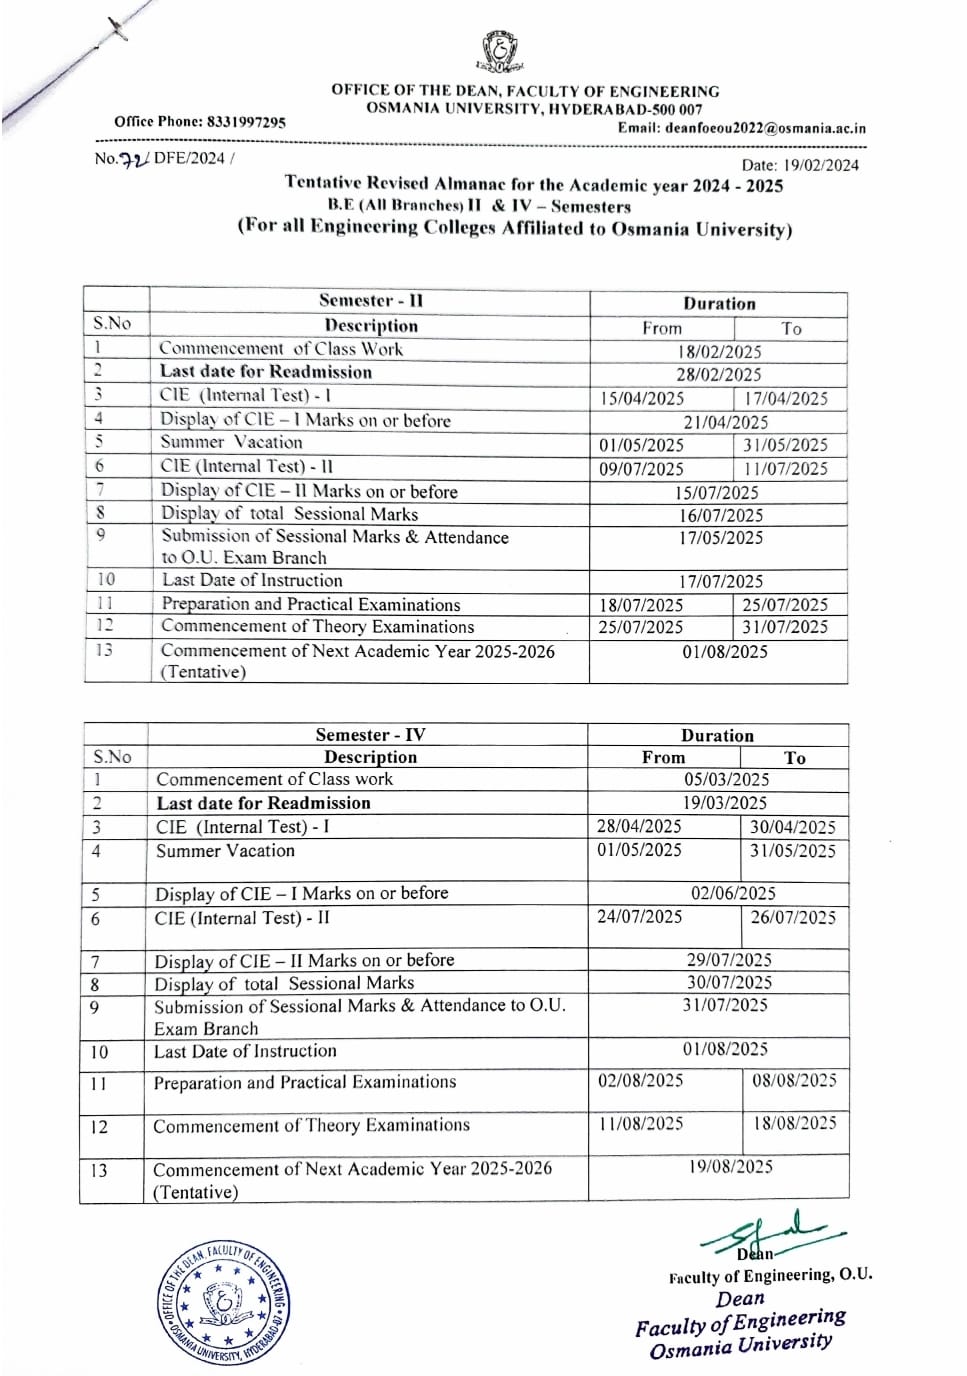 OFFICE OF THE DEAN, FACULTY OF ENGINEERING
OSMANIA UNIVERSITY, HYDERABAD-500 007
Office Phone: 8331997295
Email: deanfoeou2022@osmania.ac.in
No.72/ DFE/2024 /
Date: 19/02/2024
Tentative Revised Almanac for the Academic year 2024 - 2025
B.E (All Branches) II & IV – Semesters
(For all Engineering Colleges Affiliated to Osmania University)
Semester - II Duration
S.No Description From To
1 Commencement of Class Work 18/02/2025
2 Last date for Readmission 28/02/2025
3 CIE (Internal Test) - I 15/04/2025 17/04/2025
4 Display of CIE – I Marks on or before 21/04/2025
5 Summer Vacation 01/05/2025 31/05/2025
6 CIE (Internal Test) - II 09/07/2025 11/07/2025
7 Display of CIE – II Marks on or before 15/07/2025
8 Display of total Sessional Marks 16/07/2025
9 Submission of Sessional Marks & Attendance 17/05/2025
to O.U. Exam Branch
10 Last Date of Instruction 17/07/2025
11 Preparation and Practical Examinations 18/07/2025 25/07/2025
12 Commencement of Theory Examinations 25/07/2025 31/07/2025
13 Commencement of Next Academic Year 2025-2026 01/08/2025
(Tentative)
Semester - IV Duration
S.No Description From To
1 Commencement of Class work 05/03/2025
2 Last date for Readmission 19/03/2025
3 CIE (Internal Test) - I 28/04/2025 30/04/2025
4 Summer Vacation 01/05/2025 31/05/2025
5 Display of CIE – I Marks on or before 02/06/2025
6 CIE (Internal Test) - II 24/07/2025 26/07/2025
7 Display of CIE – II Marks on or before 29/07/2025
8 Display of total Sessional Marks 30/07/2025
9 Submission of Sessional Marks & Attendance to O.U. 31/07/2025
Exam Branch
10 Last Date of Instruction 01/08/2025
11 Preparation and Practical Examinations 02/08/2025 08/08/2025
12 Commencement of Theory Examinations 11/08/2025 18/08/2025
13 Commencement of Next Academic Year 2025-2026 19/08/2025
(Tentative)
Dean
Faculty of Engineering, O.U.
Dean
Faculty of Engineering
Osmania University
OFFICE OF THE DEAN, FACULTY OF ENGINEERING
OSMANIA UNIVERSITY, HYDERABAD-07